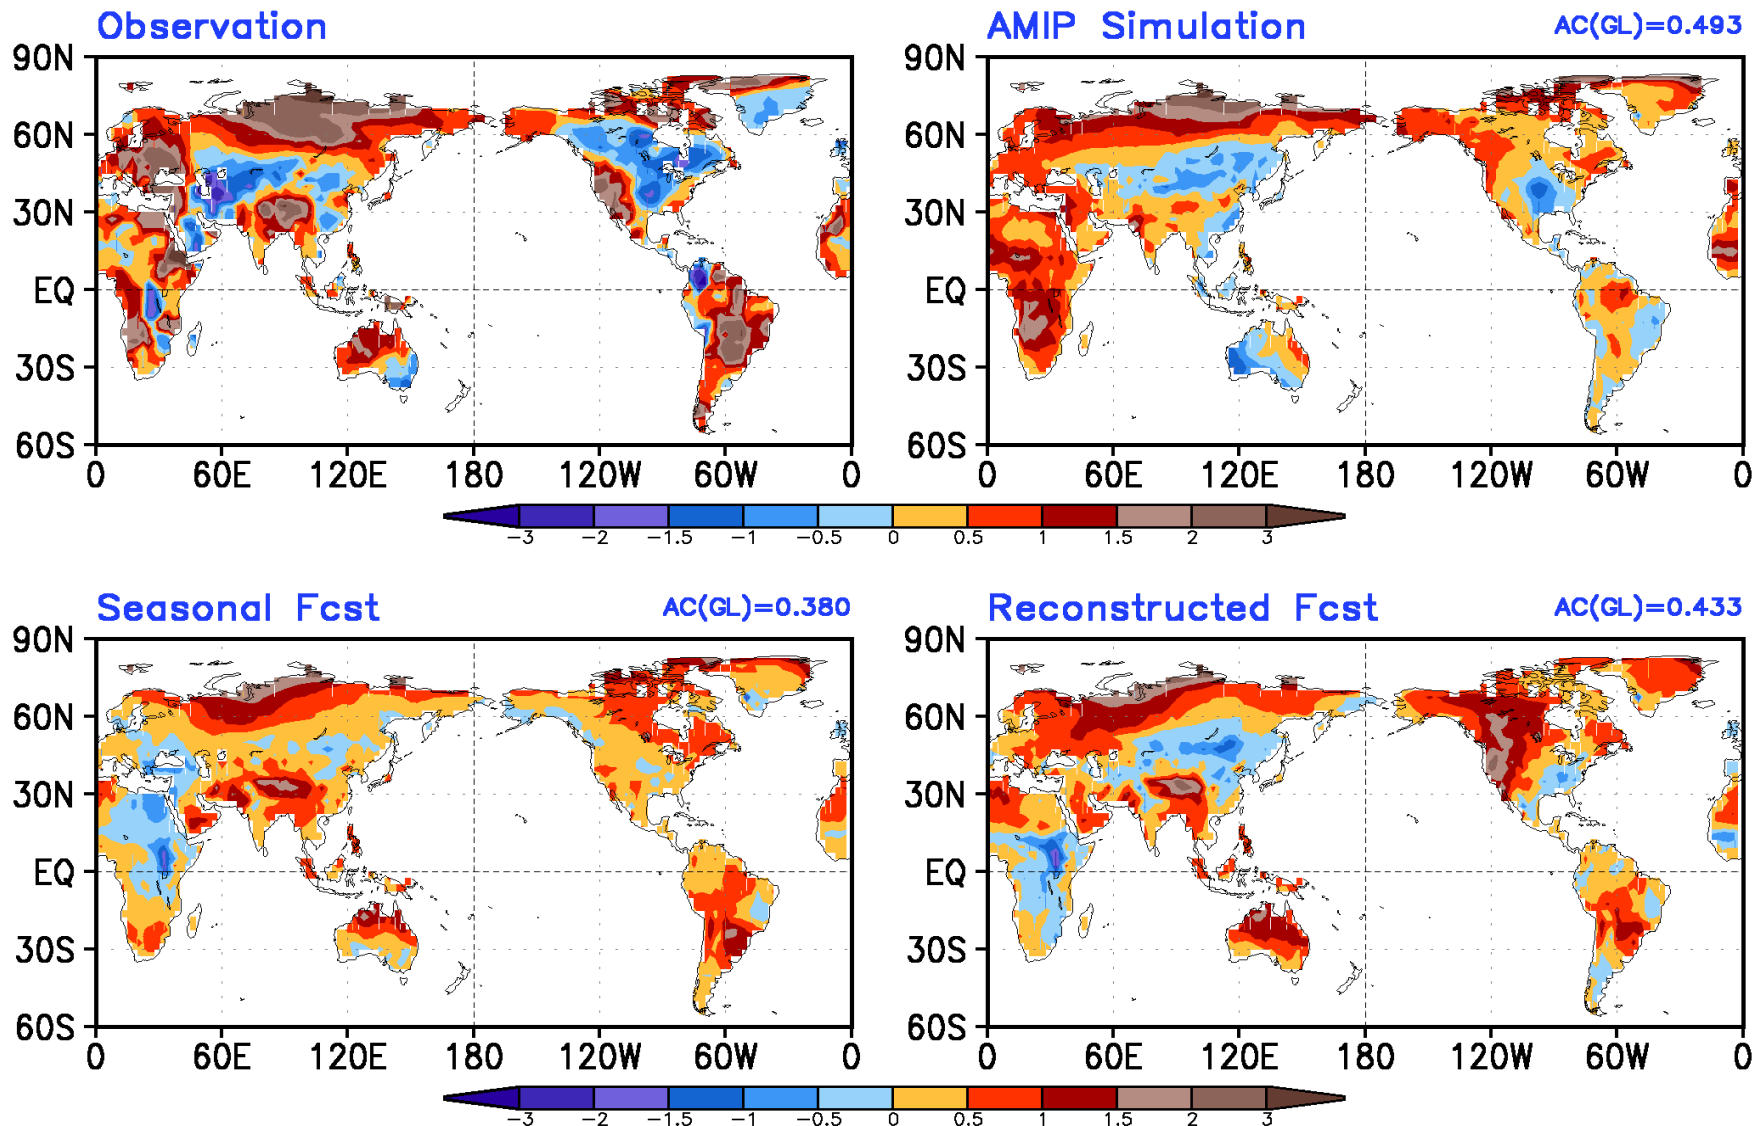 Observation
AMIP Simulation AC(GL)=0.493
90N 90N
60N 60N
30N 30N
EQ EQ
30S 30S
60S 60S
0 60E 120E 180 120W 60W 0 0 60E 120E 180 120W 60W 0
−3 −2 −1.5 −1 −0.5 0 0.5 1 1.5 2 3
Seasonal Fcst AC(GL)=0.380
Reconstructed Fcst AC(GL)=0.433
90N 90N
60N 60N
30N 30N
EQ EQ
30S 30S
60S 60S
0 60E 120E 180 120W 60W 0 0 60E 120E 180 120W 60W 0
−3 −2 −1.5 −1 −0.5 0 0.5 1 1.5 2 3